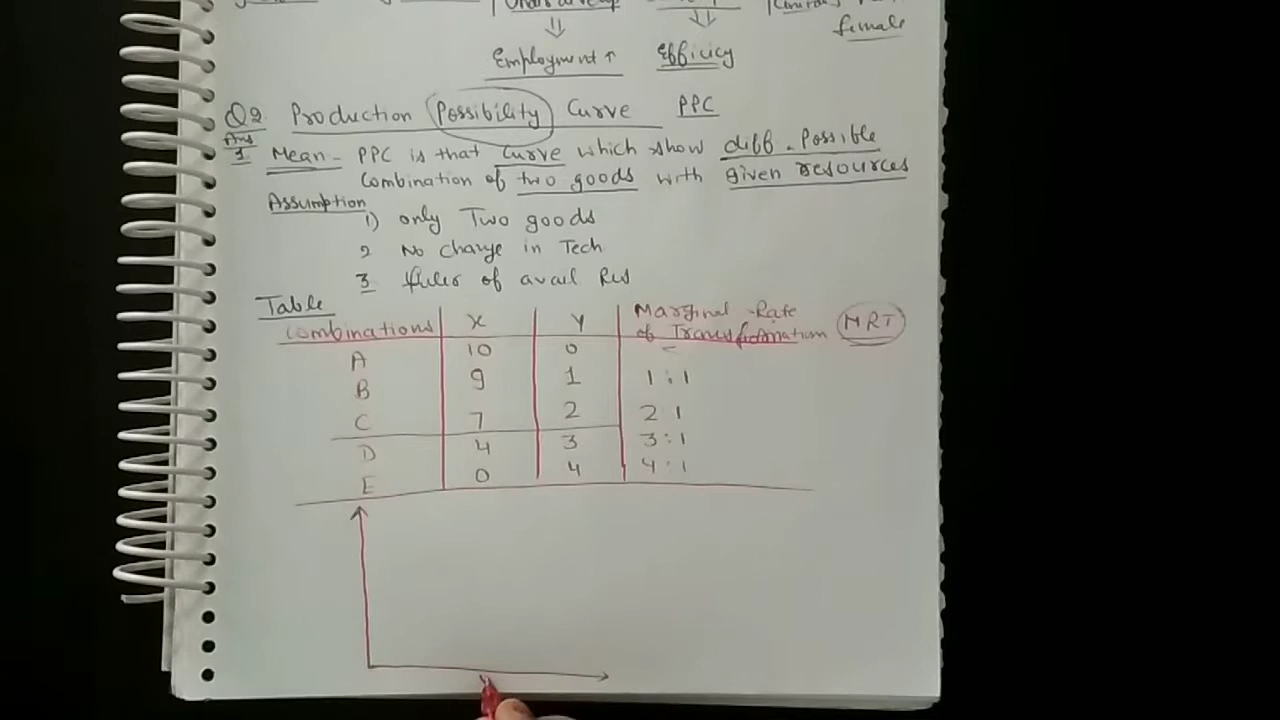 female
Employment ↑ Efficicy
Q2 Production Possibility Curve PPC
Ans
1 Mean - PPC is that Curve which show diff. Possible
Combination of two goods with given resources
Assumption
1) only Two goods
2 No change in Tech
3 of avail Res
Table
Combinations X Y Marginal Rate
of Transformation MRT
A 10 0 -
B 9 1 1:1
C 7 2 2 1
D 4 3 3:1
E 0 4 4:1